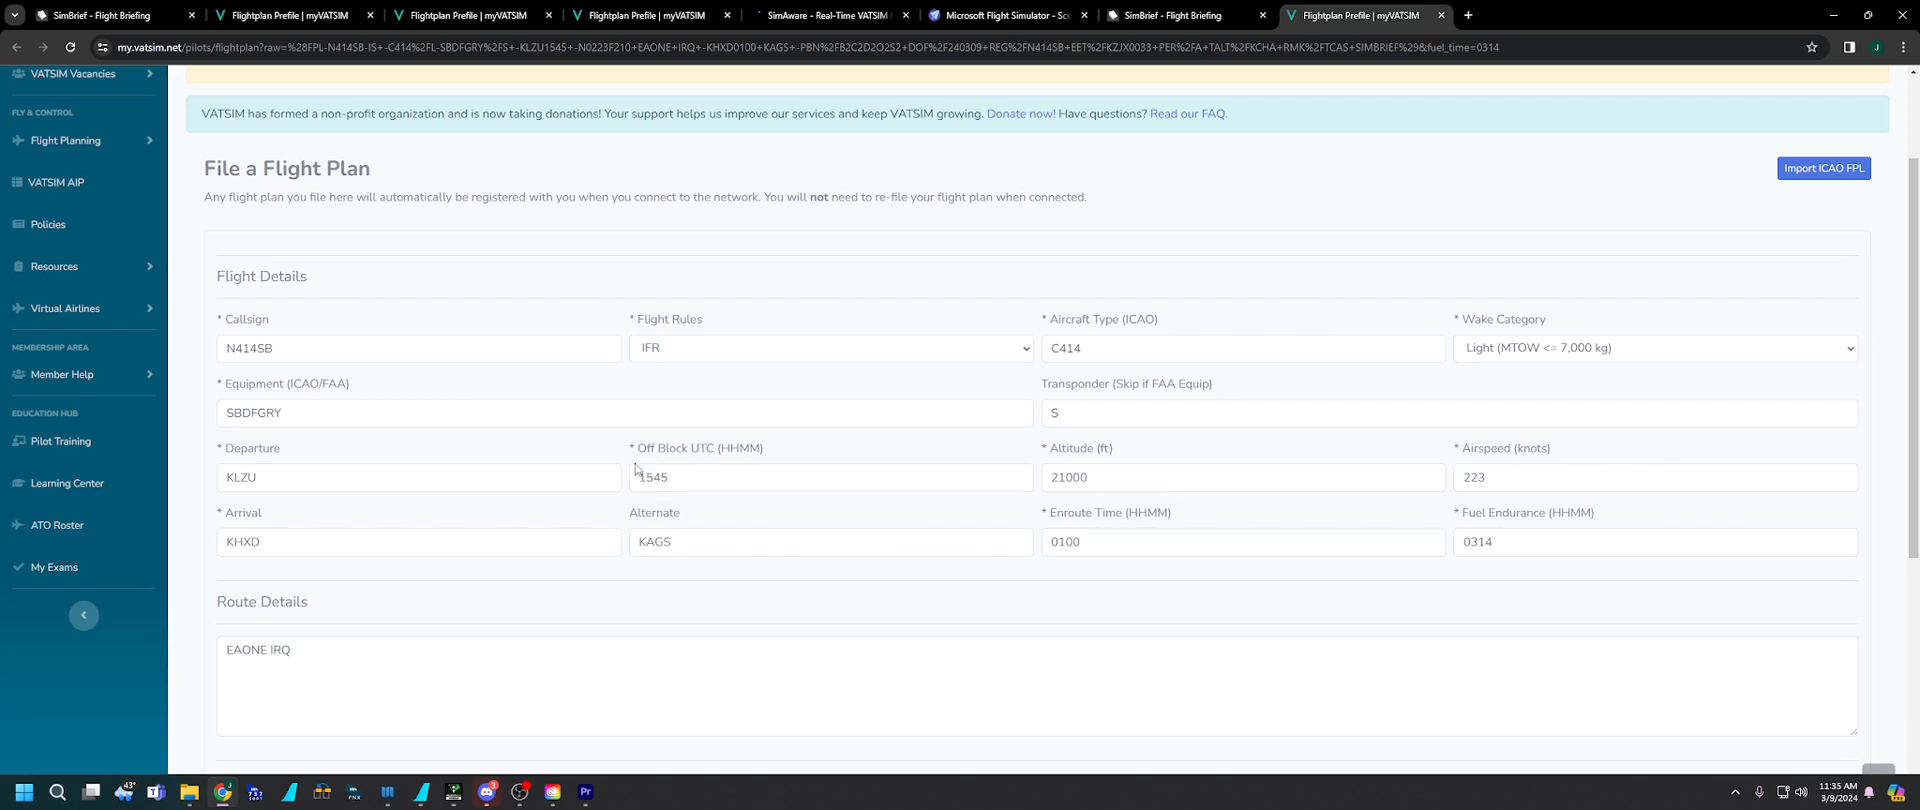 SimBrief - Flight Briefing
Flightplan Prefile | myVATSIM
Flightplan Prefile | myVATSIM
Flightplan Prefile | myVATSIM
SimAware - Real-Time VATSIM
Microsoft Flight Simulator - Sce
SimBrief - Flight Briefing
Flightplan Prefile | myVATSIM
my.vatsim.net/pilots/flightplan?raw=%28FPL-N414SB-IS+-C414%2FL-SBDFGRY%2FS+-KLZU1545+-N0223F210+EAONE+IRQ+-KHXD0100+KAGS+-PBN%2FB2C2D2O2S2+DOF%2F240309+REG%2FN414SB+EET%2FKZJX0033+PER%2FA+TALT%2FKCHA+RMK%2FTCAS+SIMBRIEF%29&fuel_time=0314
VATSIM Vacancies
FLY & CONTROL
Flight Planning
VATSIM AIP
Policies
Resources
Virtual Airlines
MEMBERSHIP AREA
Member Help
EDUCATION HUB
Pilot Training
Learning Center
ATO Roster
My Exams
VATSIM has formed a non-profit organization and is now taking donations! Your support helps us improve our services and keep VATSIM growing. Donate now! Have questions? Read our FAQ.
File a Flight Plan
Import ICAO FPL
Any flight plan you file here will automatically be registered with you when you connect to the network. You will not need to re-file your flight plan when connected.
Flight Details
* Callsign
* Flight Rules
* Aircraft Type (ICAO)
* Wake Category
N414SB
IFR
C414
Light (MTOW <= 7,000 kg)
* Equipment (ICAO/FAA)
Transponder (Skip if FAA Equip)
SBDFGRY
S
* Departure
* Off Block UTC (HHMM)
* Altitude (ft)
* Airspeed (knots)
KLZU
1545
21000
223
* Arrival
Alternate
* Enroute Time (HHMM)
* Fuel Endurance (HHMM)
KHXD
KAGS
0100
0314
Route Details
EAONE IRQ
43°
11:35 AM
3/9/2024